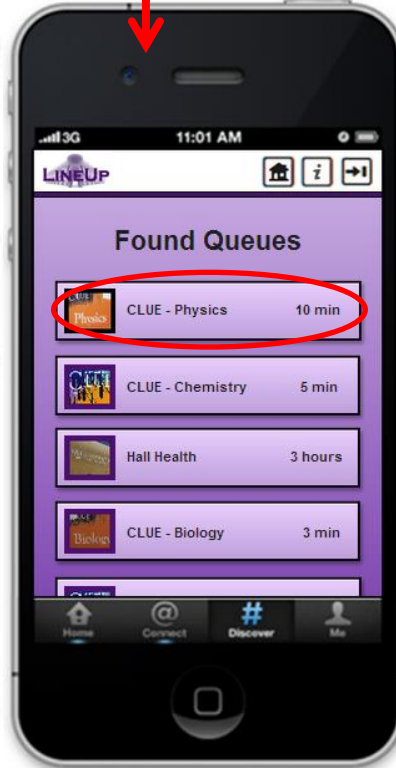 3G 11:01 AM
LINEUP i
Found Queues
CLUE - Physics 10 min
Physics
CLUE - Chemistry 5 min
CLUE
Hall Health 3 hours
CLUE - Biology 3 min
Biology
Home Connect Discover Me